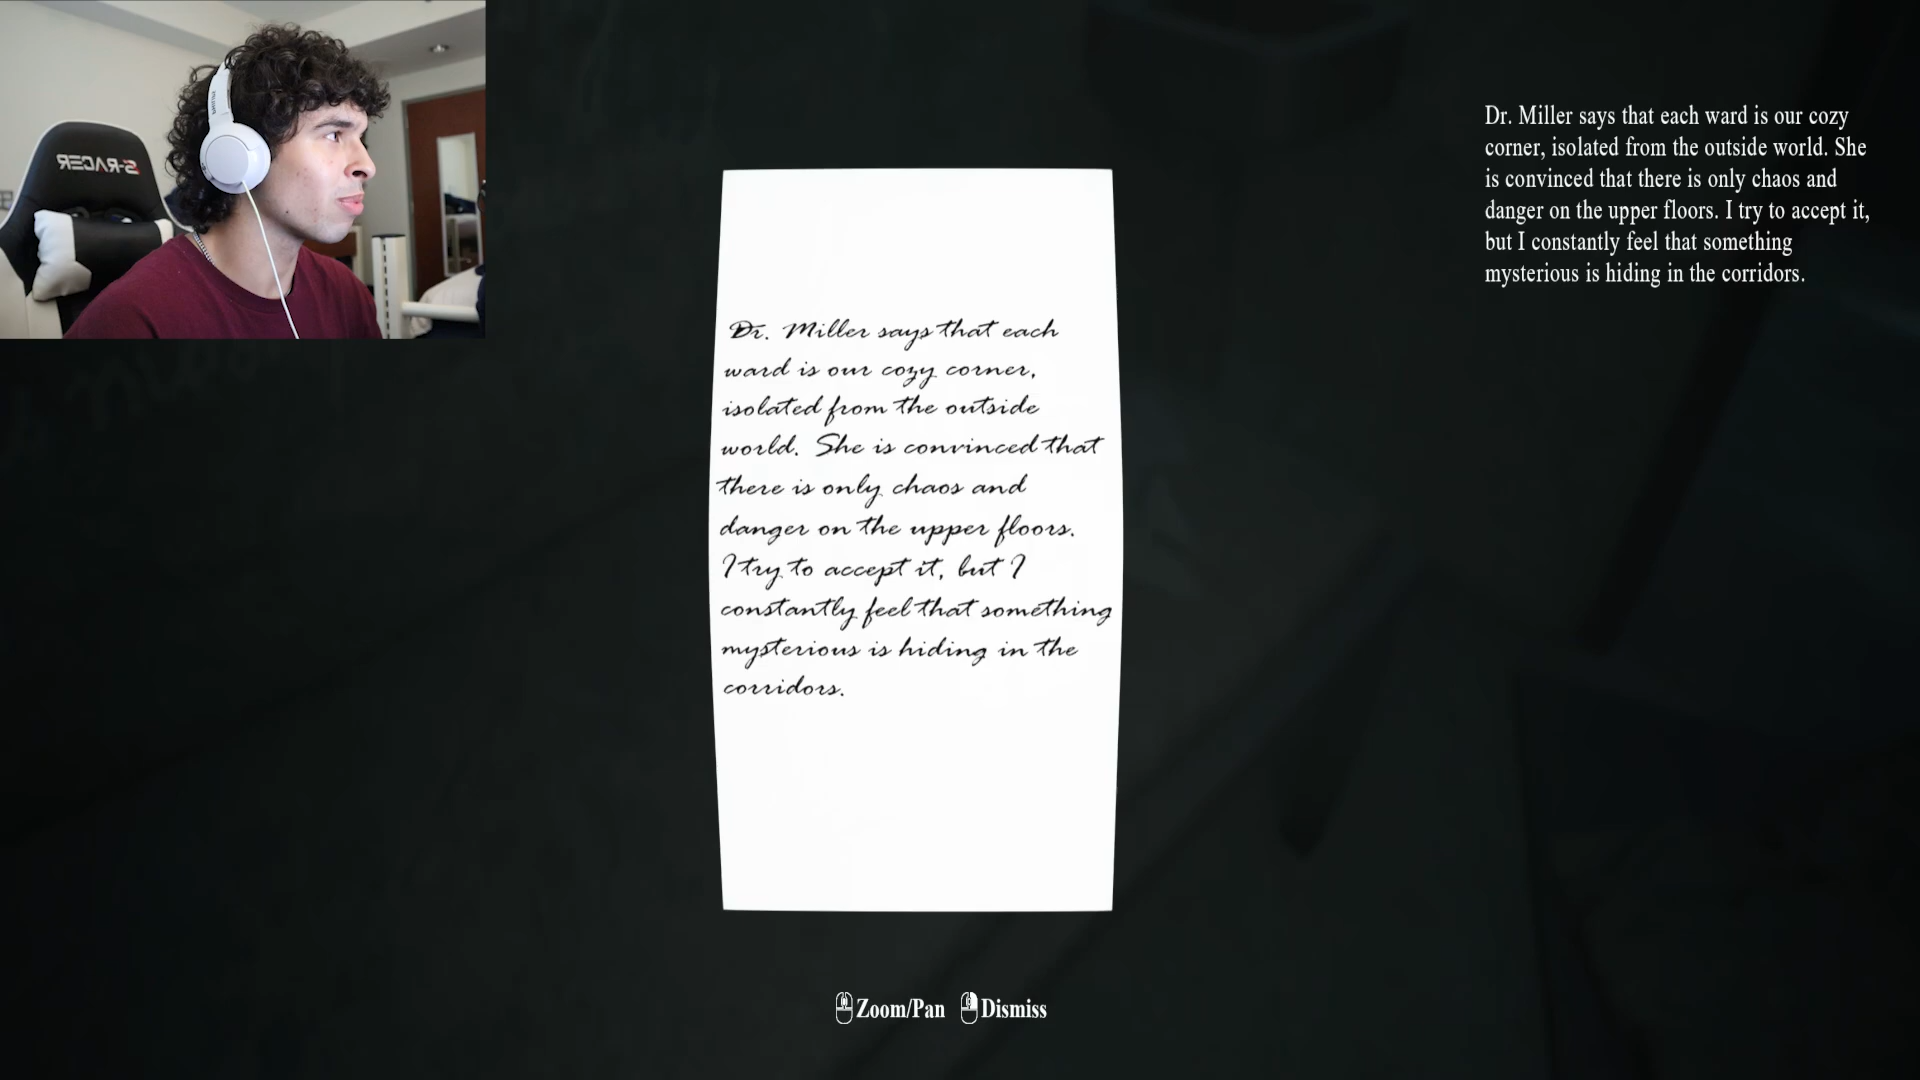 S-RACER
Dr. Miller says that each
ward is our cozy corner,
isolated from the outside
world. She is convinced that
there is only chaos and
danger on the upper floors.
I try to accept it, but I
constantly feel that something
mysterious is hiding in the
corridors.
Dr. Miller says that each ward is our cozy
corner, isolated from the outside world. She
is convinced that there is only chaos and
danger on the upper floors. I try to accept it,
but I constantly feel that something
mysterious is hiding in the corridors.
Zoom/Pan Dismiss